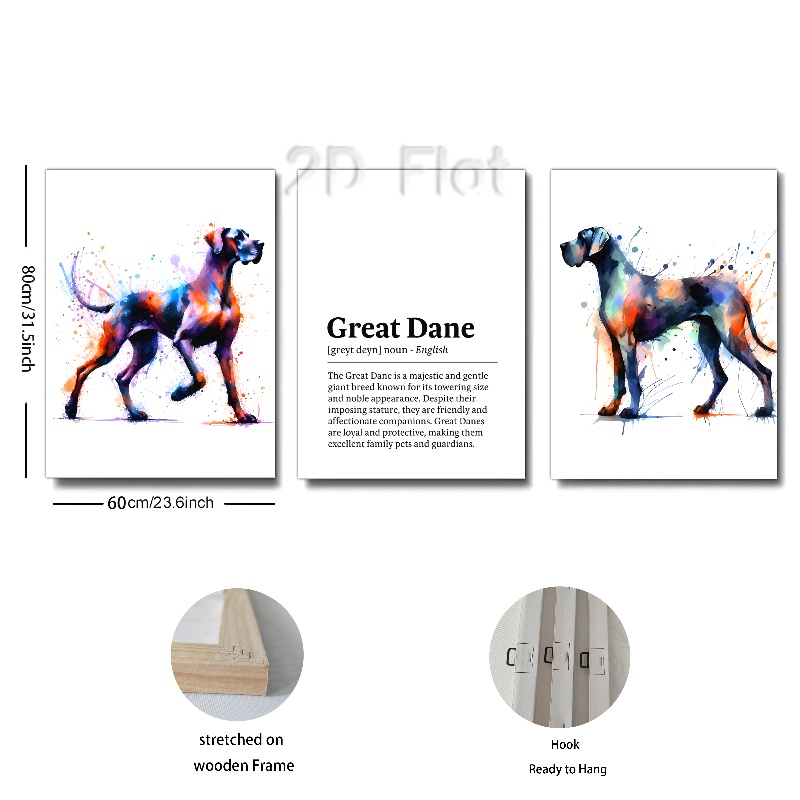 2D Flat
80cm/31.5inch
Great Dane
[greyt deyn] noun - English
The Great Dane is a majestic and gentle
giant breed known for its towering size
and noble appearance. Despite their
imposing stature, they are friendly and
affectionate companions. Great Danes
are loyal and protective, making them
excellent family pets and guardians.
60cm/23.6inch
stretched on
wooden Frame
Hook
Ready to Hang